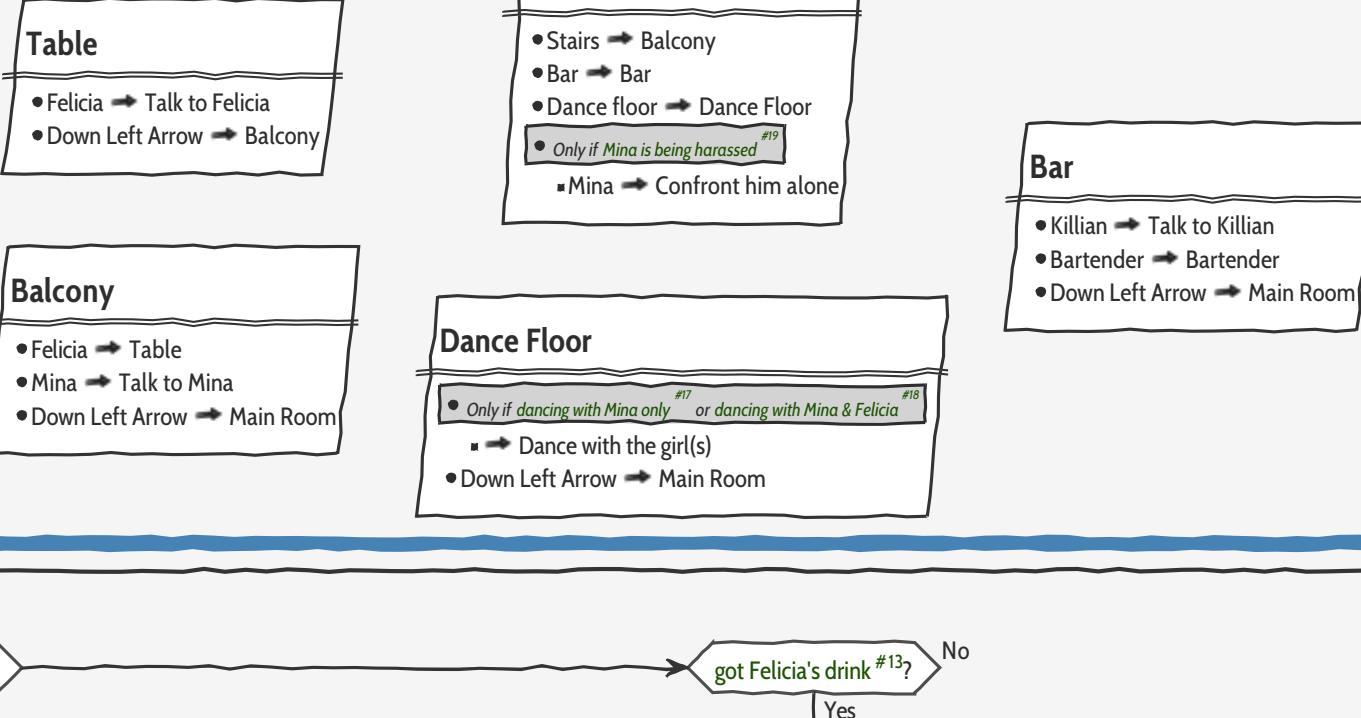 Table
Felicia ➡ Talk to Felicia
Down Left Arrow ➡ Balcony
Stairs ➡ Balcony
Bar ➡ Bar
Dance floor ➡ Dance Floor
Only if Mina is being harassed #19
Mina ➡ Confront him alone
Bar
Killian ➡ Talk to Killian
Bartender ➡ Bartender
Down Left Arrow ➡ Main Room
Balcony
Felicia ➡ Table
Mina ➡ Talk to Mina
Down Left Arrow ➡ Main Room
Dance Floor
Only if dancing with Mina only #17 or dancing with Mina & Felicia #18
➡ Dance with the girl(s)
Down Left Arrow ➡ Main Room
got Felicia's drink #13?
No
Yes